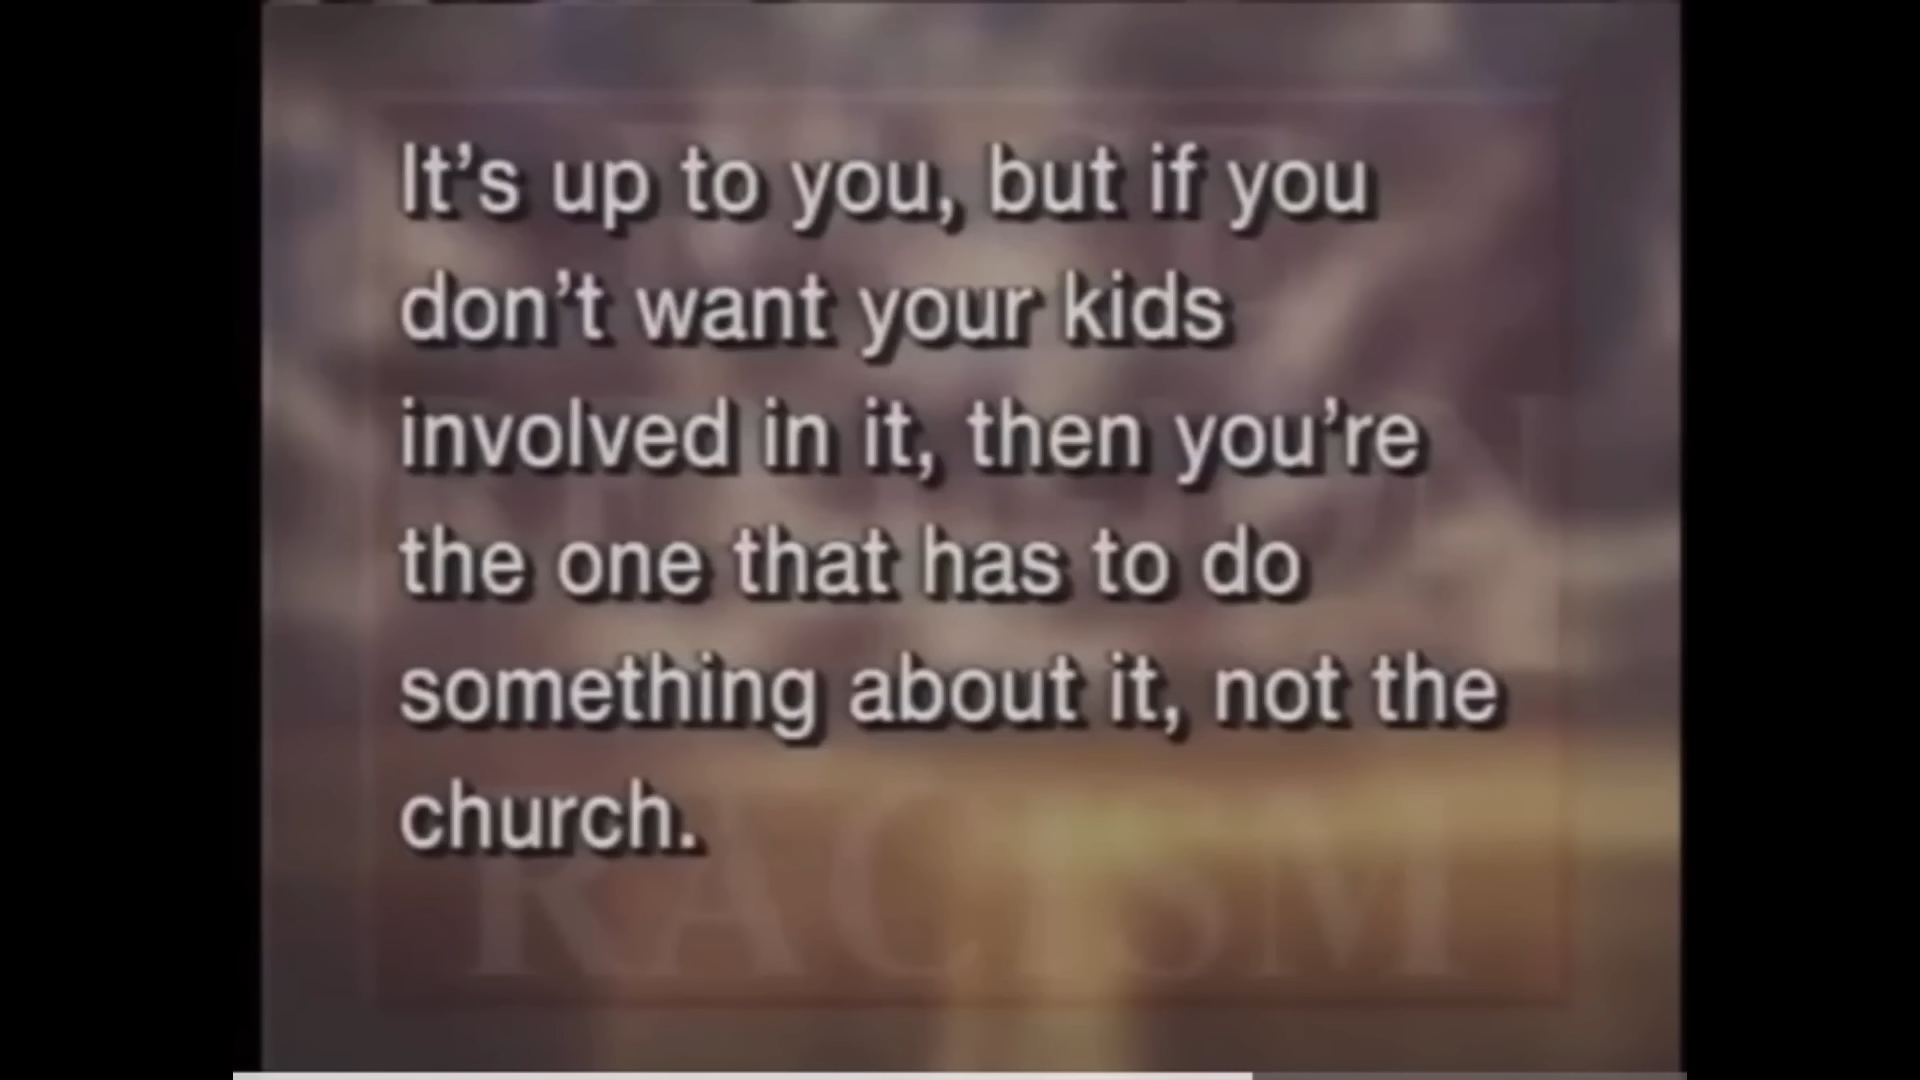 It's up to you, but if you
don't want your kids
involved in it, then you're
the one that has to do
something about it, not the
church.
RACISM